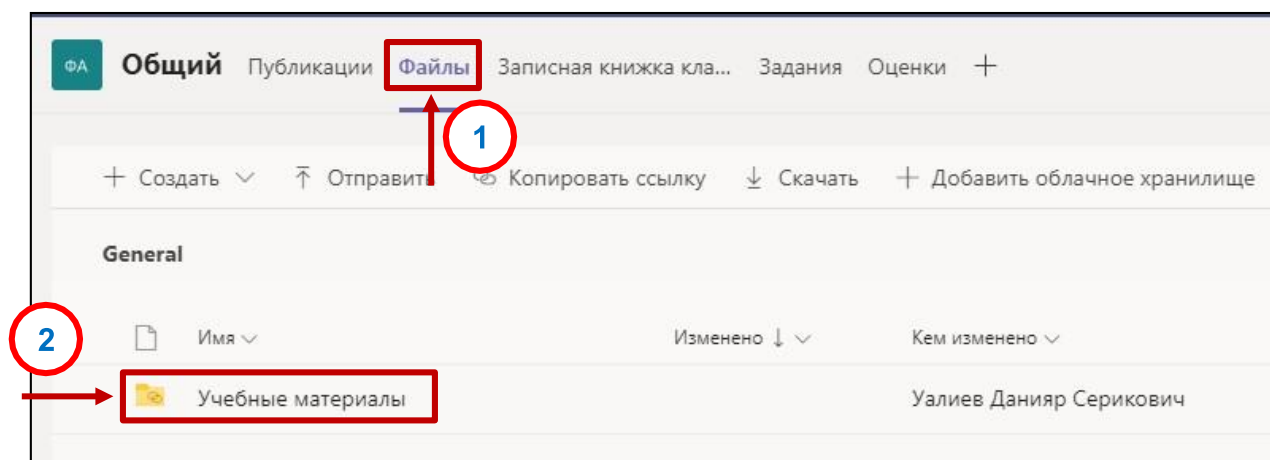 ФА Общий Публикации Файлы Записная книжка кла... Задания Оценки +
1
+ Создать Отправить Копировать ссылку Скачать + Добавить облачное хранилище
General
2
Имя Изменено ↓ Кем изменено
Учебные материалы Уалиев Данияр Серикович